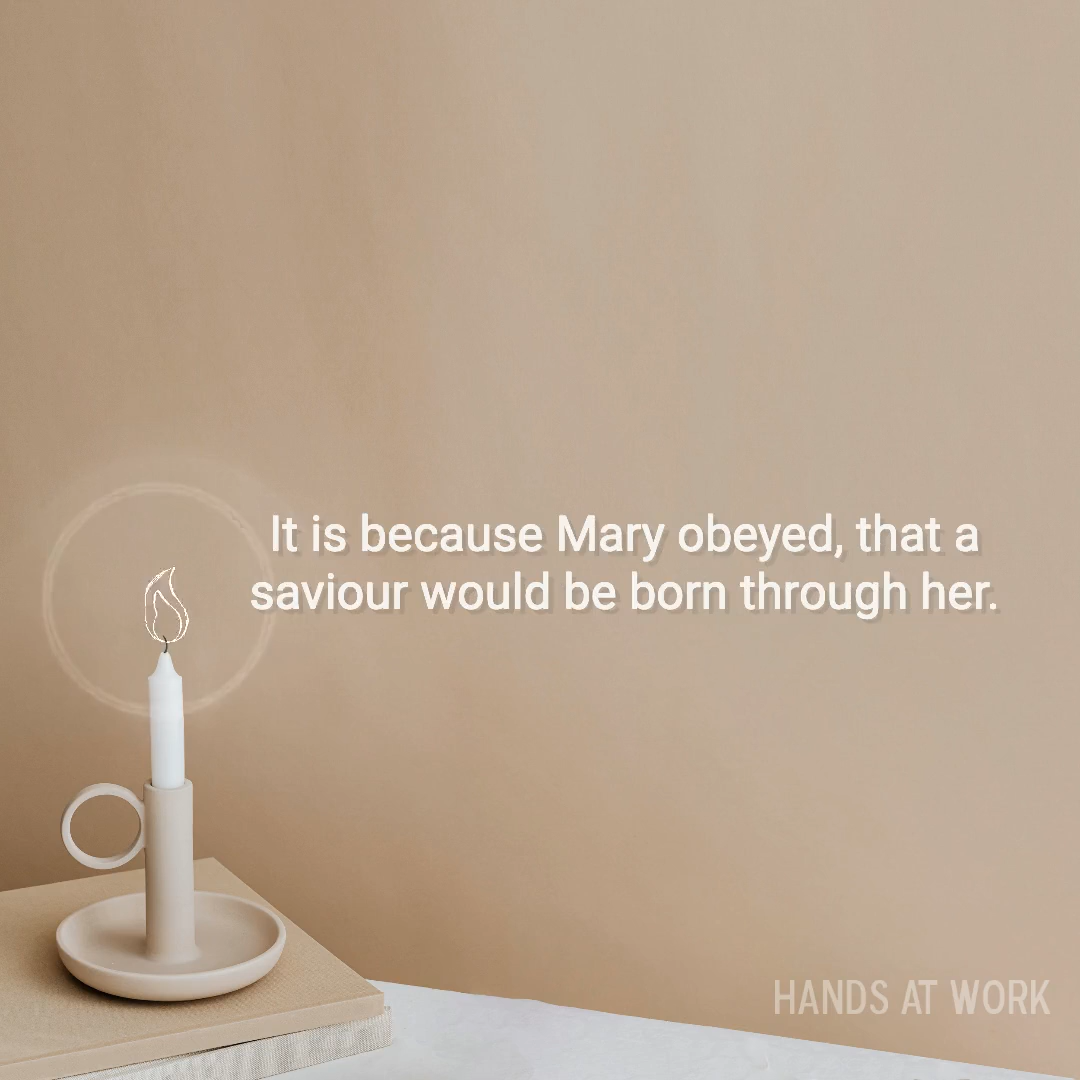 It is because Mary obeyed, that a
saviour would be born through her.
HANDS AT WORK